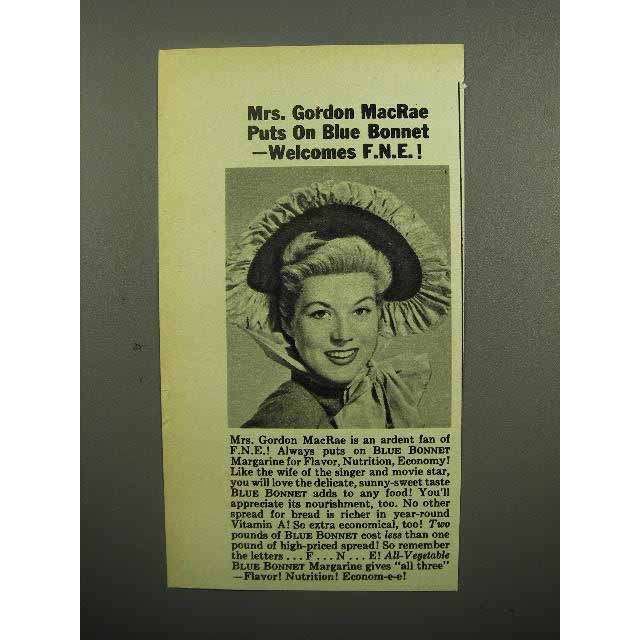 Mrs. Gordon MacRae
Puts On Blue Bonnet
—Welcomes F.N.E.!
Mrs. Gordon MacRae is an ardent fan of
F.N.E.! Always puts on BLUE BONNET
Margarine for Flavor, Nutrition, Economy!
Like the wife of the singer and movie star,
you will love the delicate, sunny-sweet taste
BLUE BONNET adds to any food! You'll
appreciate its nourishment, too. No other
spread for bread is richer in year-round
Vitamin A! So extra economical, too! Two
pounds of BLUE BONNET cost less than one
pound of high-priced spread! So remember
the letters . . . F . . . N . . . E! All-Vegetable
BLUE BONNET Margarine gives "all three"
—Flavor! Nutrition! Econom-e-e!